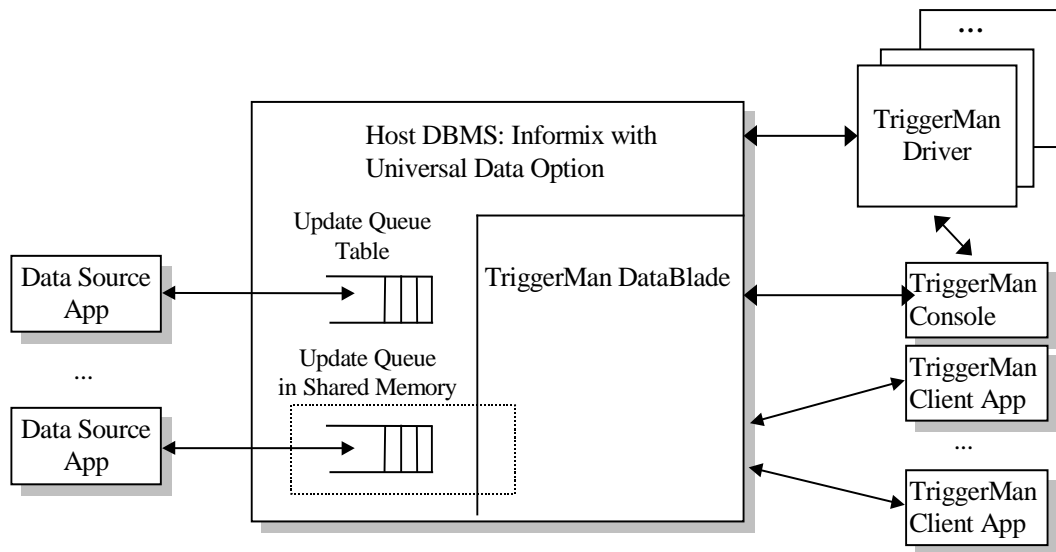 ...
TriggerMan
Driver
Host DBMS: Informix with
Universal Data Option
Update Queue
Table
TriggerMan DataBlade
Data Source
App
TriggerMan
Console
...
Update Queue
in Shared Memory
TriggerMan
Client App
Data Source
App
...
TriggerMan
Client App